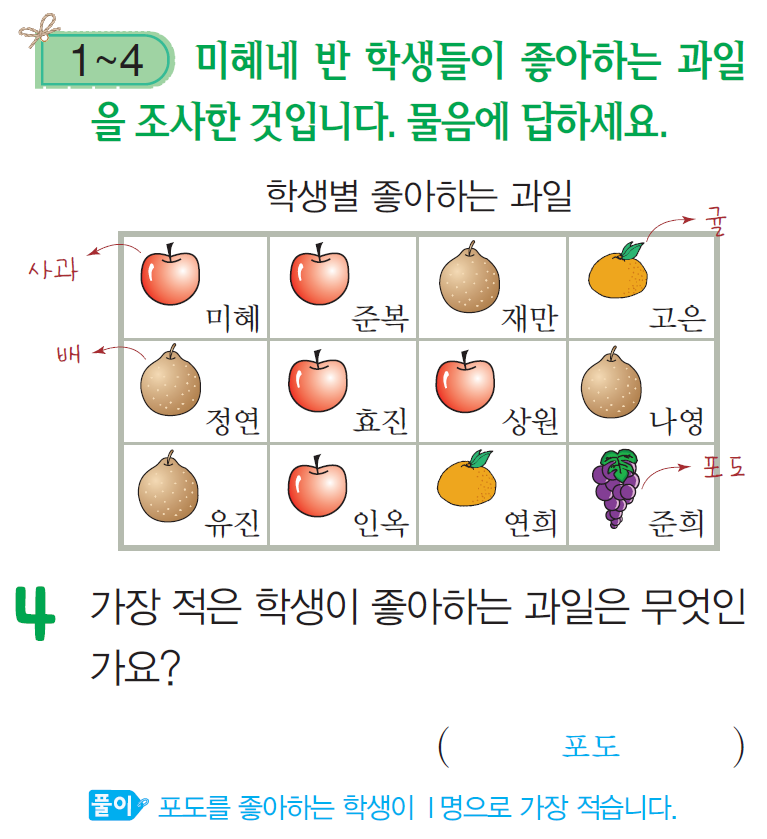 1~4 미혜네 반 학생들이 좋아하는 과일
을 조사한 것입니다. 물음에 답하세요.
학생별 좋아하는 과일
귤
사과
미혜 준복 재만 고은
배
정연 효진 상원 나영
포도
유진 인옥 연희 준희
4 가장 적은 학생이 좋아하는 과일은 무엇인
가요?
( 포도 )
풀이 포도를 좋아하는 학생이 1명으로 가장 적습니다.